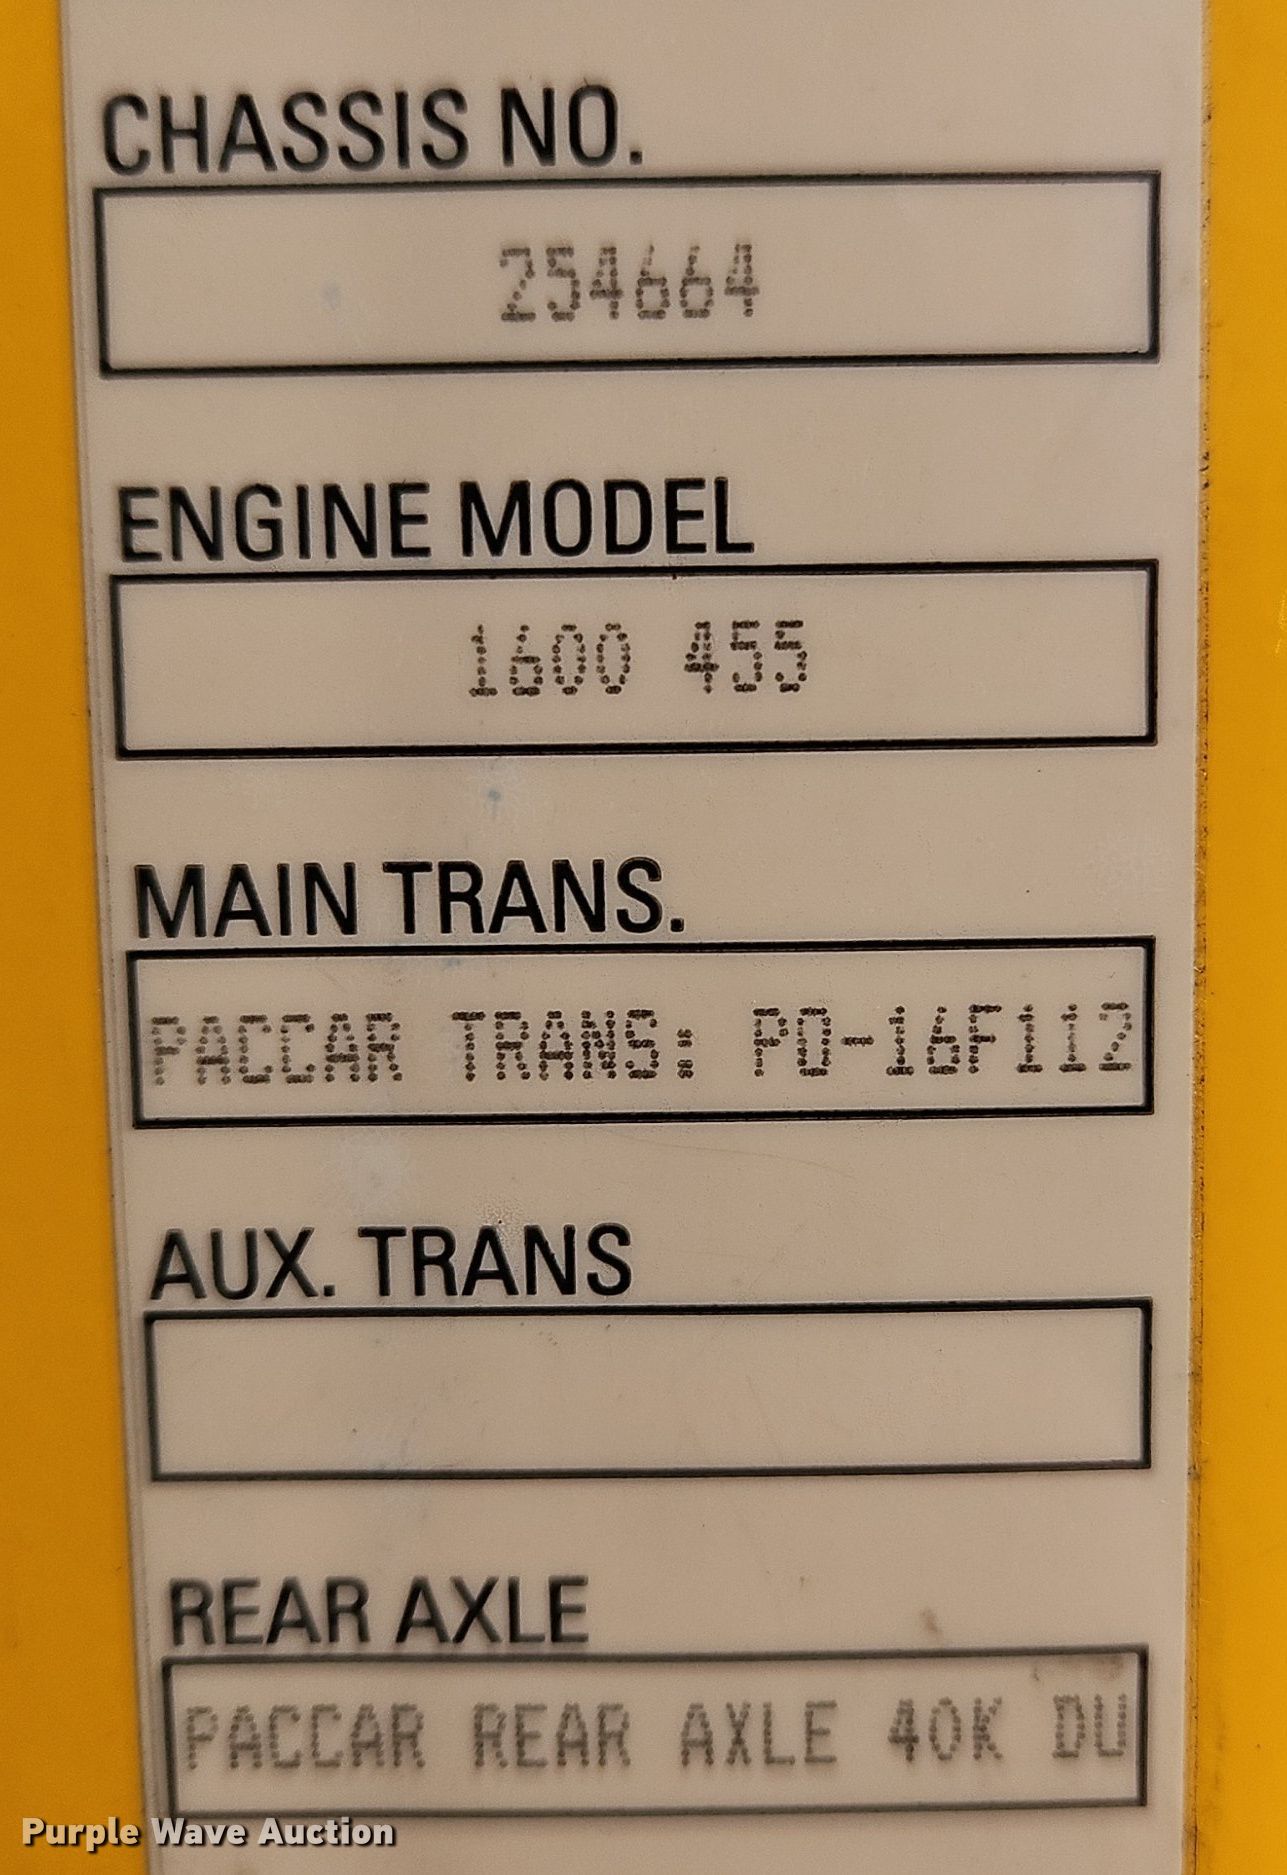 CHASSIS NO.
254664
ENGINE MODEL
1600 455
MAIN TRANS.
PACCAR TRANS: PO-16F112
AUX. TRANS
REAR AXLE
PACCAR REAR AXLE 40K DU
Purple Wave Auction